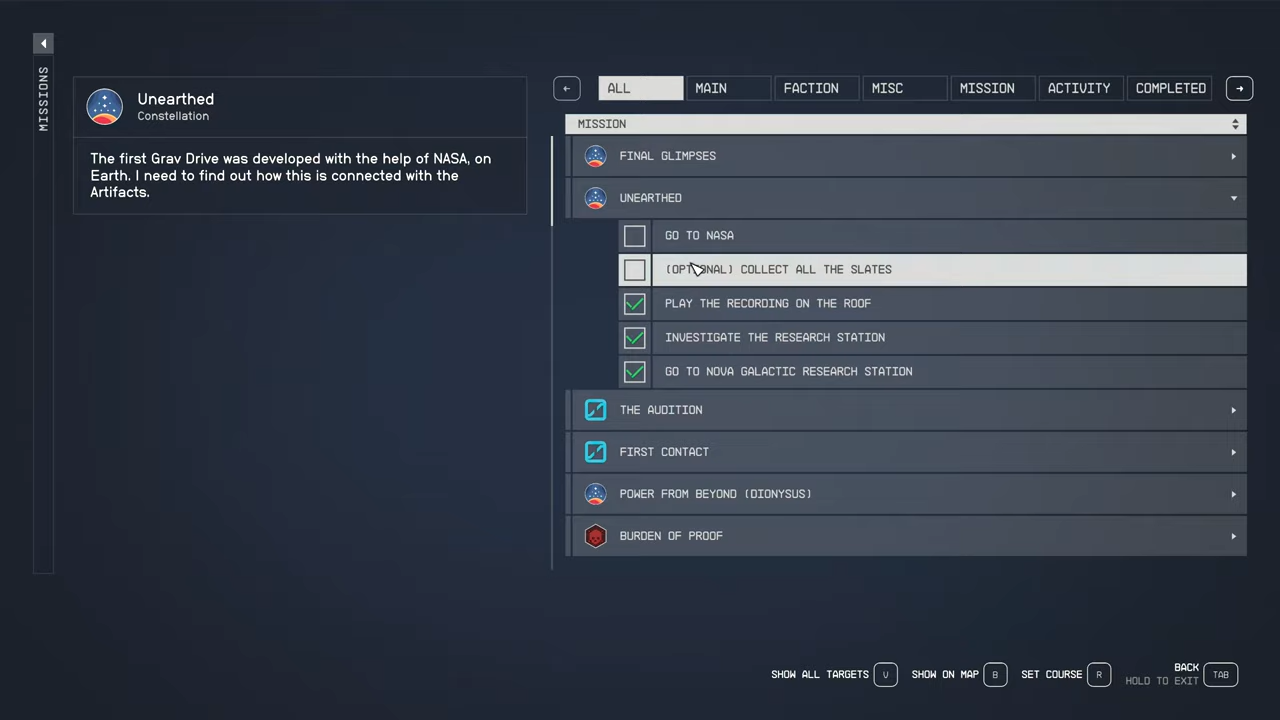 MISSIONS
Unearthed
Constellation
The first Grav Drive was developed with the help of NASA, on
Earth. I need to find out how this is connected with the
Artifacts.
ALL MAIN FACTION MISC MISSION ACTIVITY COMPLETED
MISSION
FINAL GLIMPSES
UNEARTHED
GO TO NASA
(OPTIONAL) COLLECT ALL THE SLATES
PLAY THE RECORDING ON THE ROOF
INVESTIGATE THE RESEARCH STATION
GO TO NOVA GALACTIC RESEARCH STATION
THE AUDITION
FIRST CONTACT
POWER FROM BEYOND (DIONYSUS)
BURDEN OF PROOF
SHOW ALL TARGETS V SHOW ON MAP B SET COURSE R BACK
HOLD TO EXIT TAB